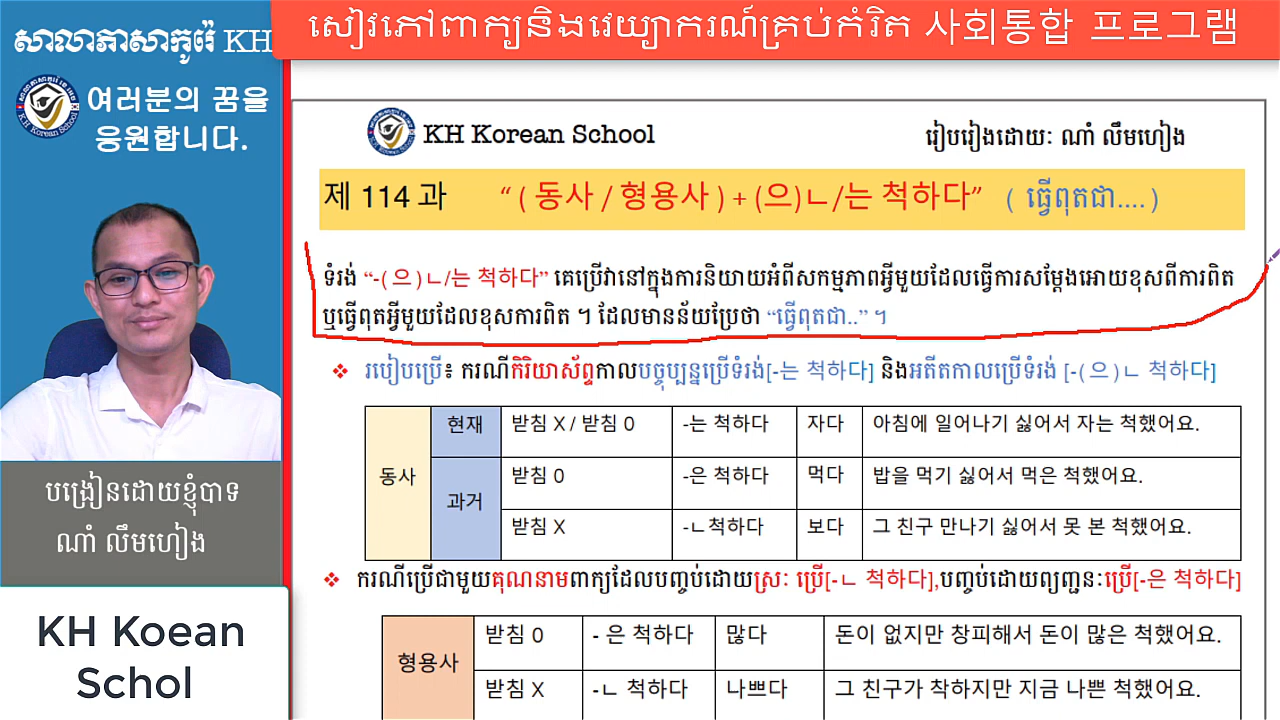 សាលាភាសាកូរ៉េ KH
여러분의 꿈을
응원합니다.
បង្រៀនដោយខ្ញុំបាទ
ណាំ លឹមហៀង
KH Koean
Schol
សៀវភៅពាក្យនិងវេយ្យាករណ៍គ្រប់កំរិត 사회통합 프로그램
KH Korean School
រៀបរៀងដោយ: ណាំ លឹមហៀង
제 114 과 “ ( 동사 / 형용사 ) + (으)ㄴ/는 척하다” ( ធ្វើពុតជា.... )
ទំរង់ “-( 으 ) ㄴ/는 척하다” គេប្រើវានៅក្នុងការនិយាយអំពីសកម្មភាពអ្វីមួយដែលធ្វើការសម្តែងអោយខុសពីការពិត
ឬធ្វើពុតអ្វីមួយដែលខុសការពិត ។ ដែលមានន័យប្រែថា “ធ្វើពុតជា..” ។
❖ របៀបប្រើ៖ ករណីកិរិយាស័ព្ទកាលបច្ចុប្បន្នប្រើទំរង់[-는 척하다] និងអតីតកាលប្រើទំរង់ [-( 으 ) ㄴ 척하다]
동사 현재 받침 X / 받침 0 -는 척하다 자다 아침에 일어나기 싫어서 자는 척했어요.
과거 받침 0 -은 척하다 먹다 밥을 먹기 싫어서 먹은 척했어요.
받침 X -ㄴ척하다 보다 그 친구 만나기 싫어서 못 본 척했어요.
❖ ករណីប្រើជាមួយគុណនាមពាក្យដែលបញ្ចប់ដោយស្រៈ ប្រើ[-ㄴ 척하다],បញ្ចប់ដោយព្យញ្ជនៈប្រើ[-은 척하다]
형용사 받침 0 - 은 척하다 많다 돈이 없지만 창피해서 돈이 많은 척했어요.
받침 X -ㄴ 척하다 나쁘다 그 친구가 착하지만 지금 나쁜 척했어요.